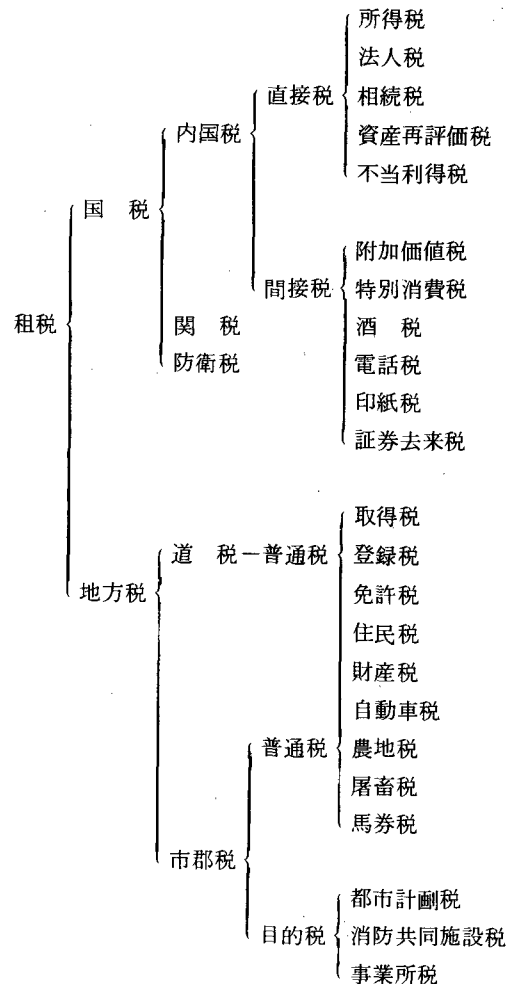 所得税
法人税
直接税
相続税
内国税
資産再評価税
不当利得税
国　税
附加価値税
間接税
特別消費税
租税
関　税
酒　税
防衛税
電話税
印紙税
証券去来税
取得税
道　税－普通税
登録税
地方税
免許税
住民税
財産税
自動車税
普通税
農地税
屠畜税
馬券税
市郡税
都市計劃税
目的税
消防共同施設税
事業所税